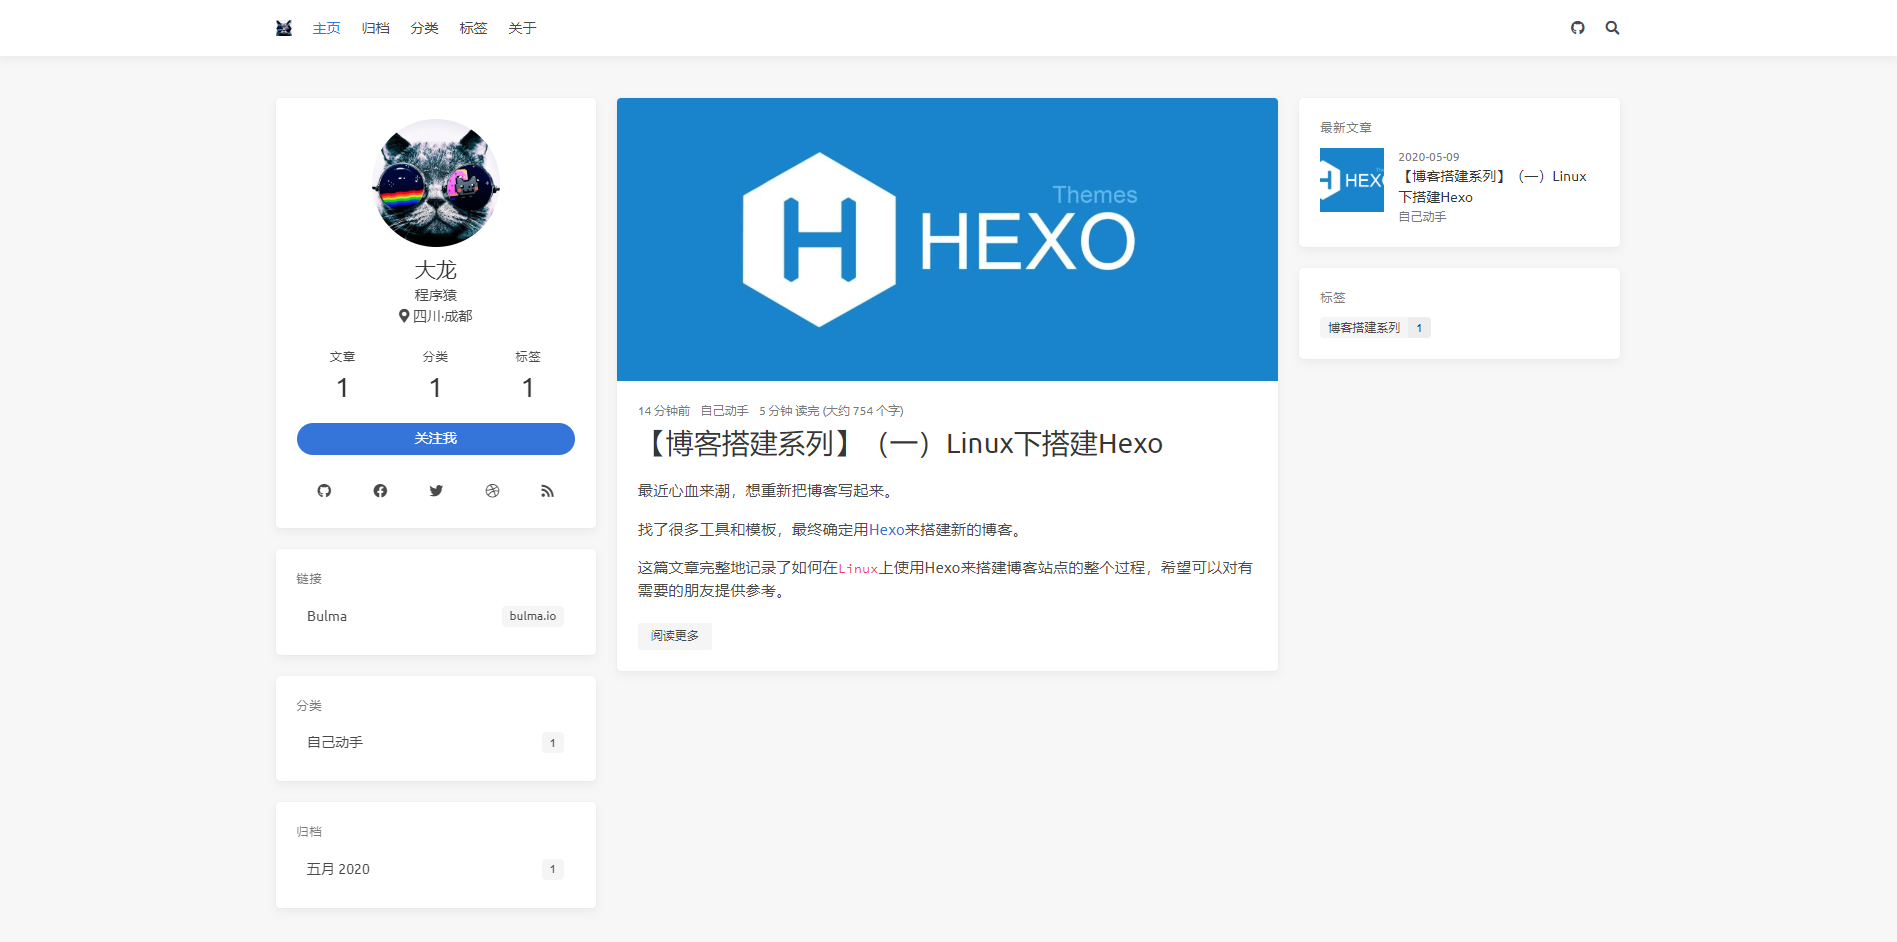 主页 归档 分类 标签 关于
大龙
程序猿
四川·成都
文章 分类 标签
1 1 1
关注我
链接
Bulma bulma.io
分类
自己动手 1
归档
五月 2020 1
Themes
HEXO
14 分钟前 自己动手 5 分钟 读完 (大约 754 个字)
【博客搭建系列】（一）Linux下搭建Hexo
最近心血来潮，想重新把博客写起来。
找了很多工具和模板，最终确定用Hexo来搭建新的博客。
这篇文章完整地记录了如何在Linux上使用Hexo来搭建博客站点的整个过程，希望可以对有
需要的朋友提供参考。
阅读更多
最新文章
HEX
2020-05-09
【博客搭建系列】（一）Linux
下搭建Hexo
自己动手
标签
博客搭建系列 1